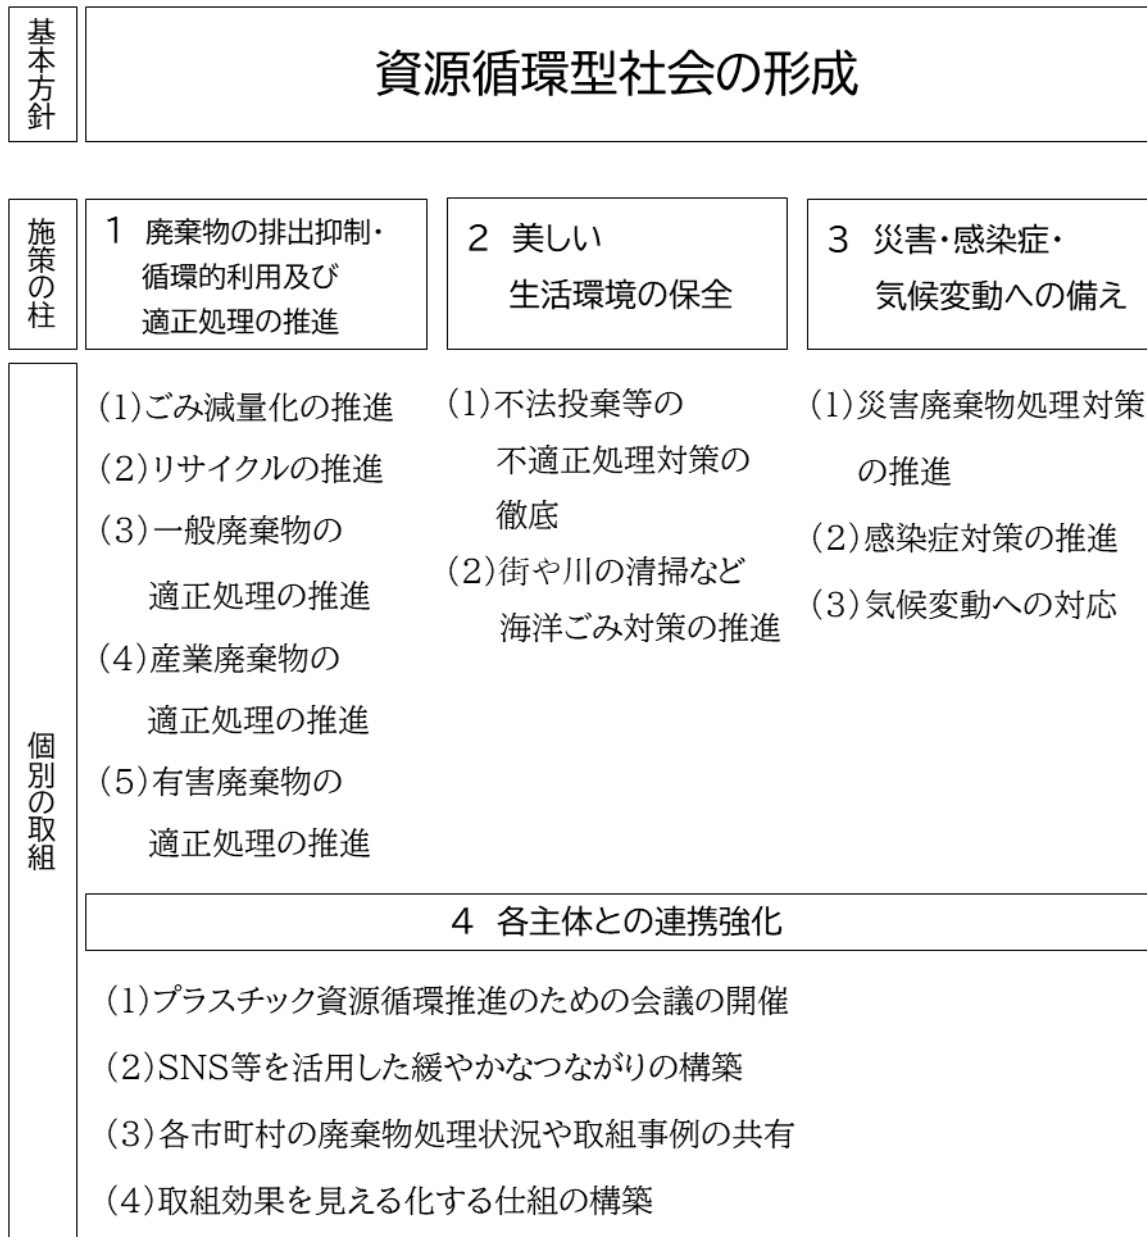 基本方針
資源循環型社会の形成
施策の柱
1 廃棄物の排出抑制・
循環的利用及び
適正処理の推進
2 美しい
生活環境の保全
3 災害・感染症・
気候変動への備え
個別の取組
(1)ごみ減量化の推進
(2)リサイクルの推進
(3)一般廃棄物の
適正処理の推進
(4)産業廃棄物の
適正処理の推進
(5)有害廃棄物の
適正処理の推進
(1)不法投棄等の
不適正処理対策の
徹底
(2)街や川の清掃など
海洋ごみ対策の推進
(1)災害廃棄物処理対策
の推進
(2)感染症対策の推進
(3)気候変動への対応
4 各主体との連携強化
(1)プラスチック資源循環推進のための会議の開催
(2)SNS等を活用した緩やかなつながりの構築
(3)各市町村の廃棄物処理状況や取組事例の共有
(4)取組効果を見える化する仕組の構築